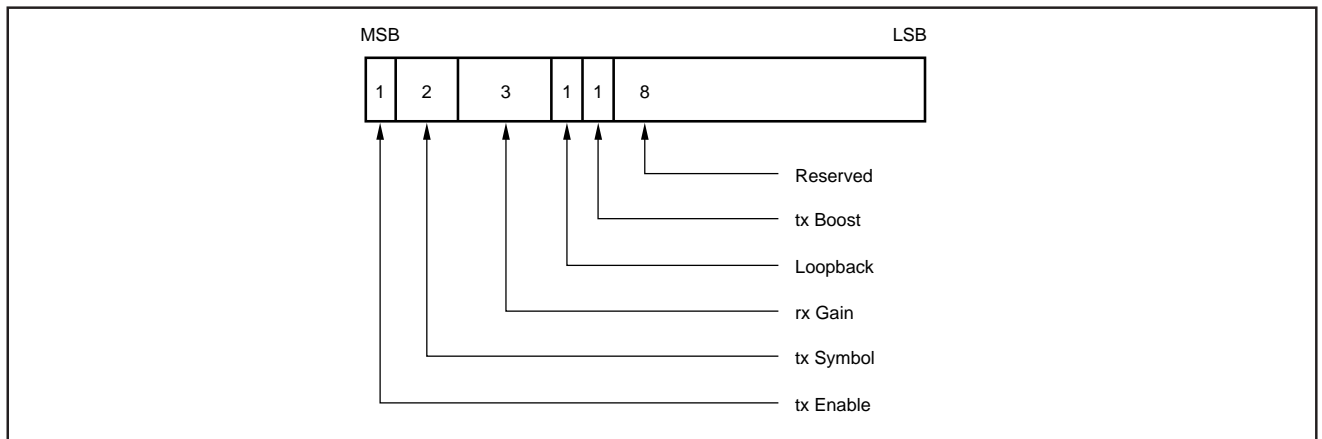 MSB LSB
1 2 3 1 1 8
Reserved
tx Boost
Loopback
rx Gain
tx Symbol
tx Enable